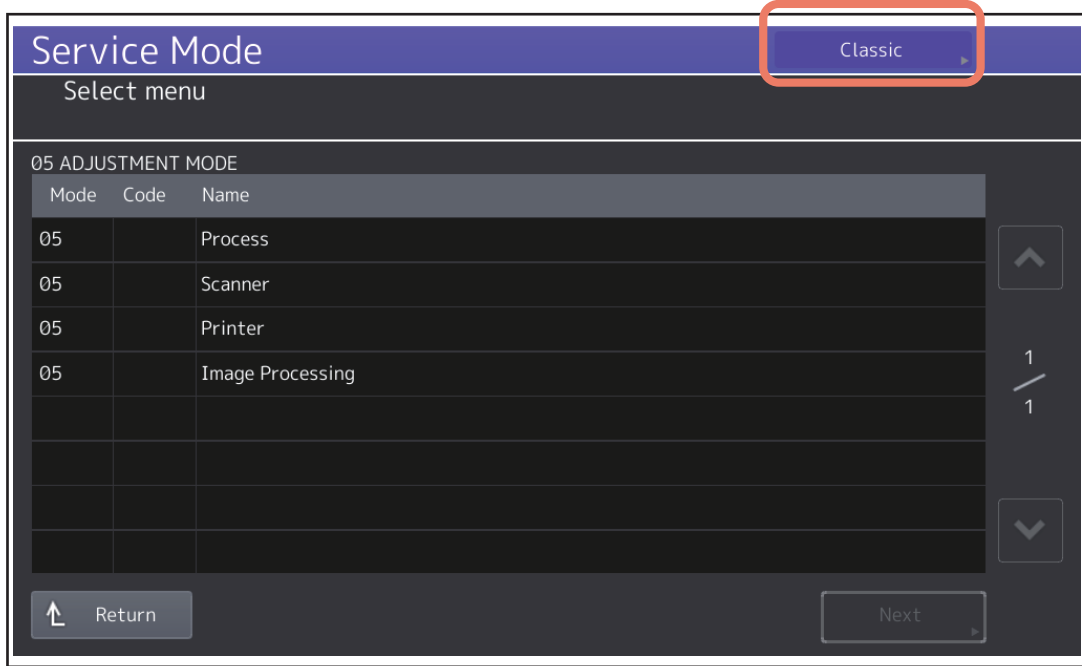 Service Mode
Classic
Select menu
05 ADJUSTMENT MODE
Mode Code Name
05 Process
05 Scanner
05 Printer
05 Image Processing
1
1
Return
Next